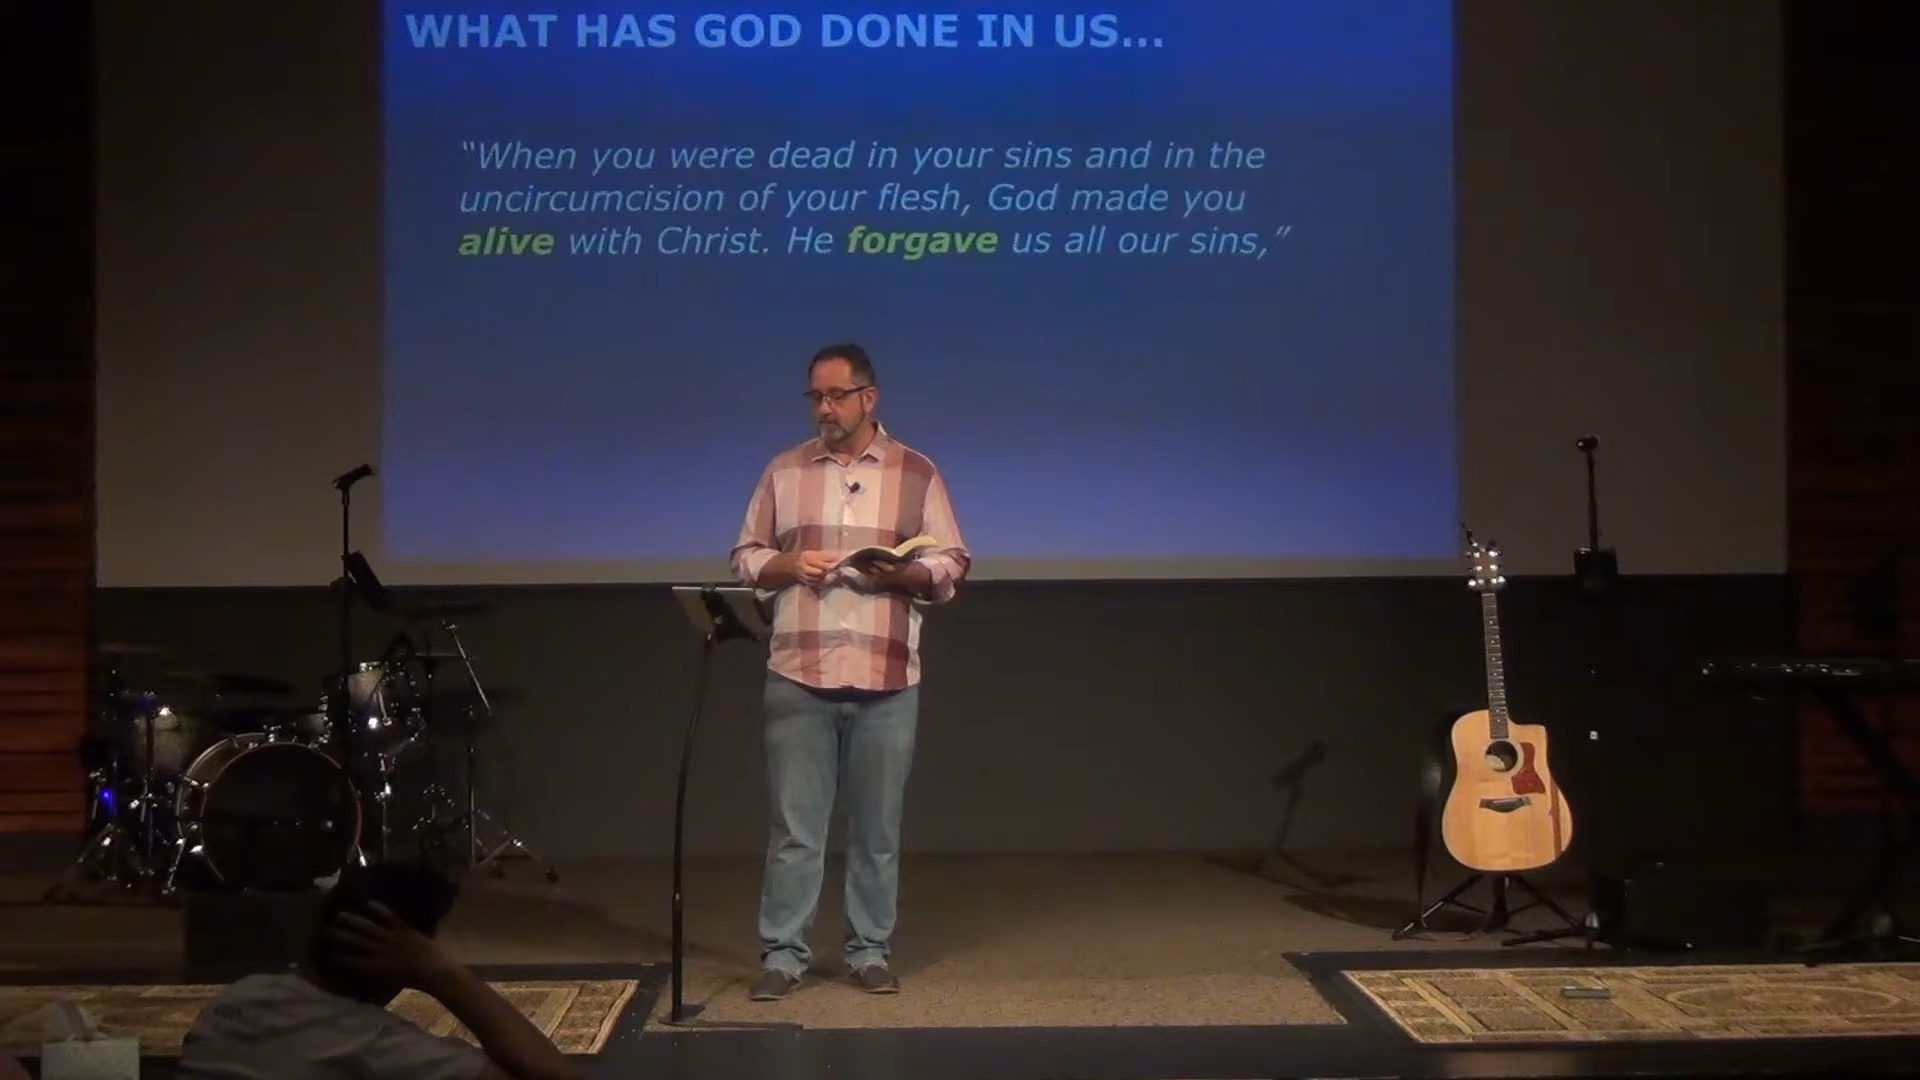 WHAT HAS GOD DONE IN US...
“When you were dead in your sins and in the
uncircumcision of your flesh, God made you
alive with Christ. He forgave us all our sins,”